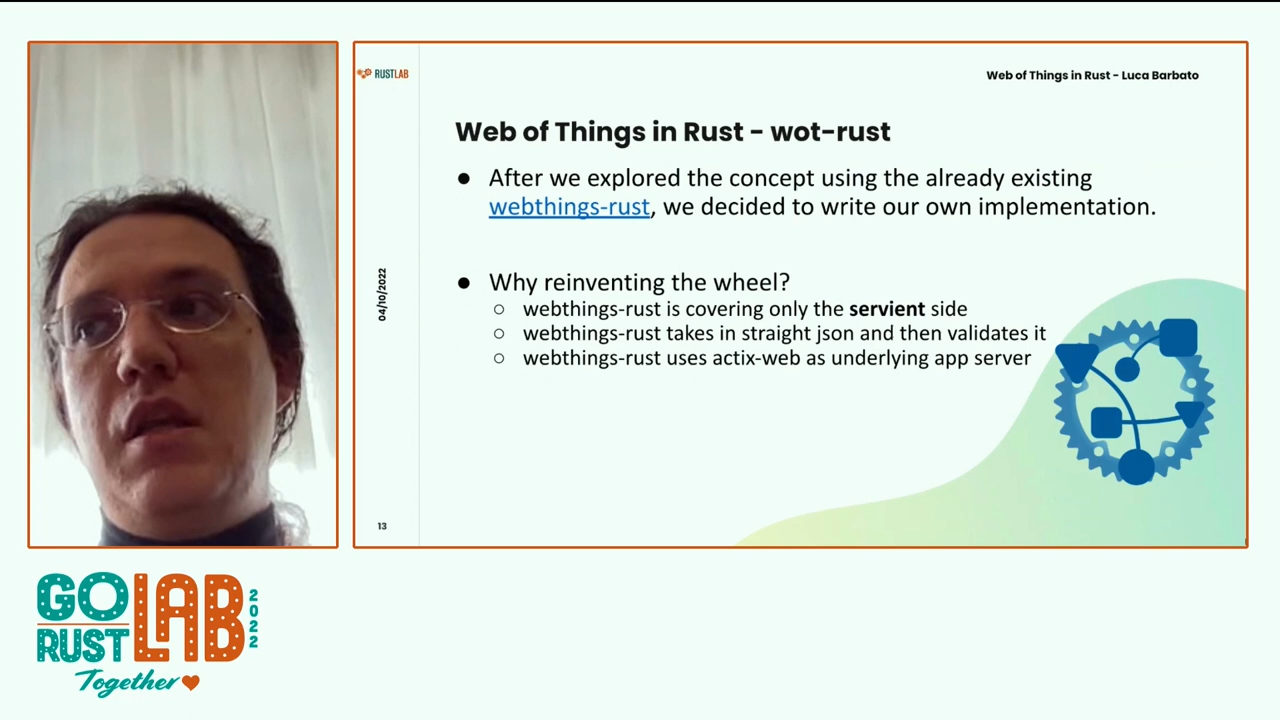 RUSTLAB
Web of Things in Rust - Luca Barbato
Web of Things in Rust - wot-rust
● After we explored the concept using the already existing
webthings-rust, we decided to write our own implementation.
● Why reinventing the wheel?
○ webthings-rust is covering only the servient side
○ webthings-rust takes in straight json and then validates it
○ webthings-rust uses actix-web as underlying app server
04/10/2022
13
GO
RUST
LAB
2022
Together